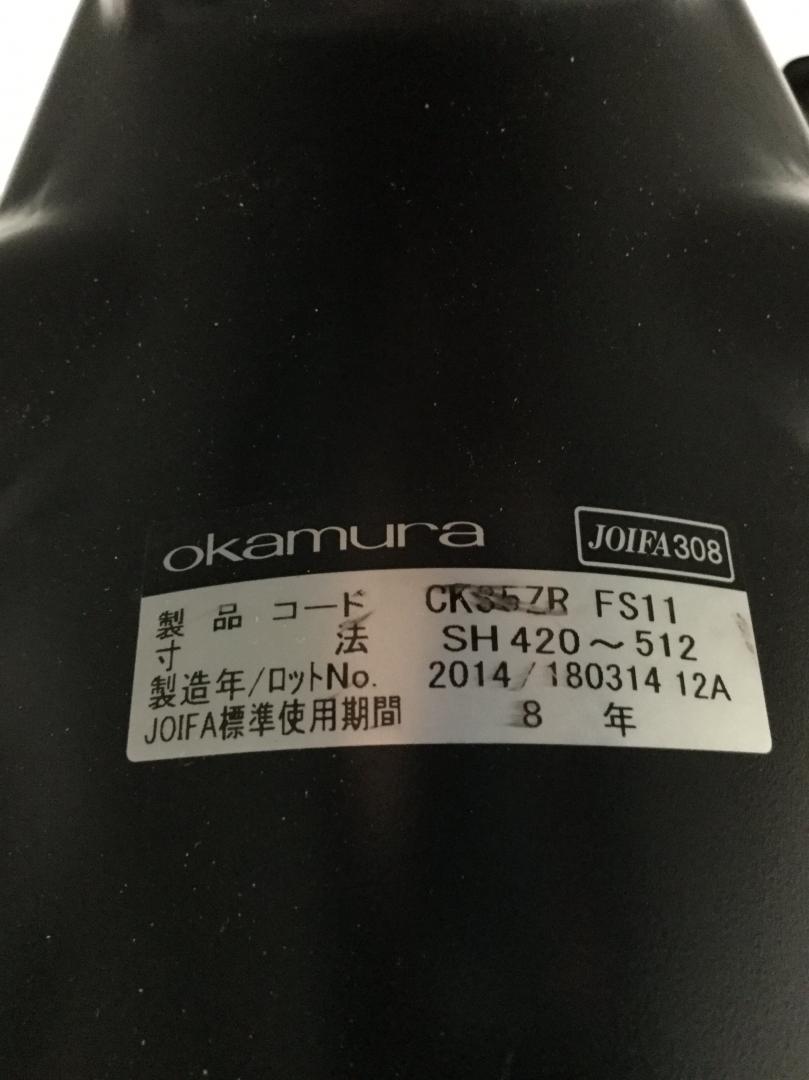 okamura
JOIFA308
製品コード CK85ZR FS11
寸法 SH 420～512
製造年/ロットNo. 2014/180314 12A
JOIFA標準使用期間 8年